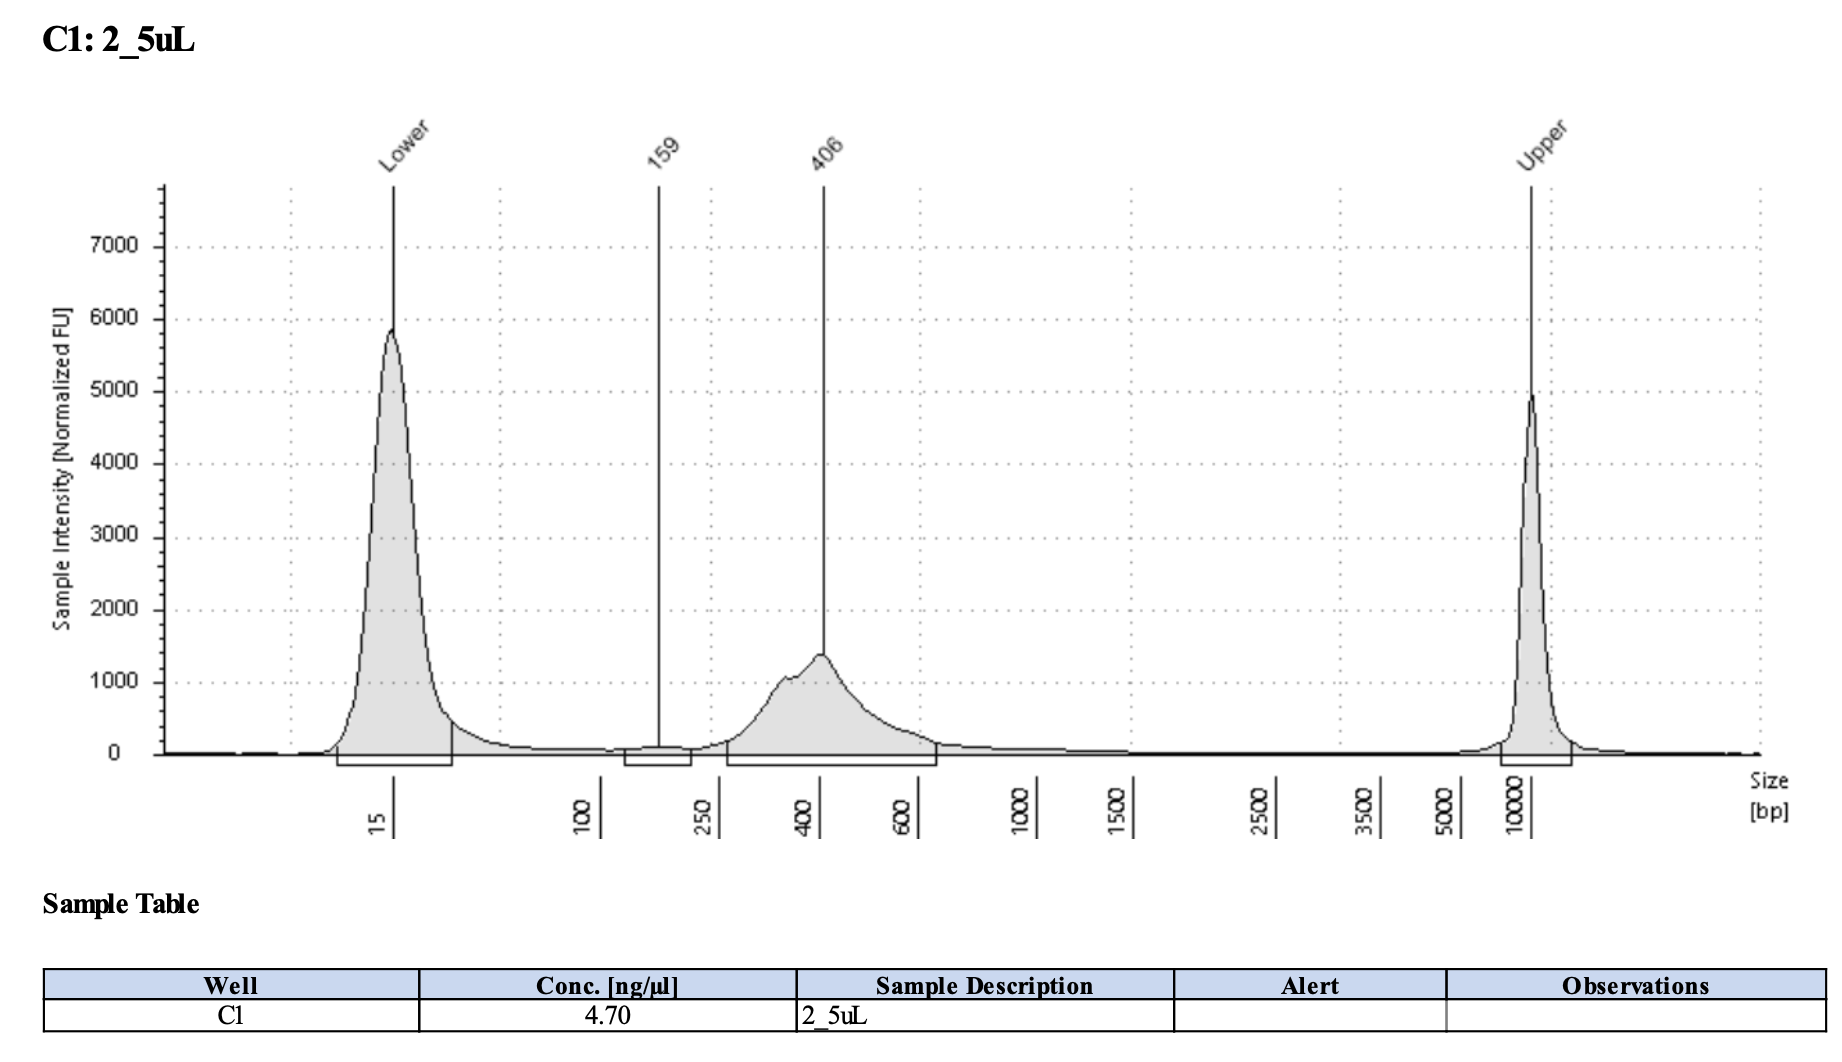 C1: 2_5uL
Lower
159
406
Upper
Sample Intensity [Normalized FU]
7000
6000
5000
4000
3000
2000
1000
0
15
100
250
400
600
1000
1500
2500
3500
5000
10000
Size
[bp]
Sample Table
Well Conc. [ng/µl] Sample Description Alert Observations
C1 4.70 2_5uL